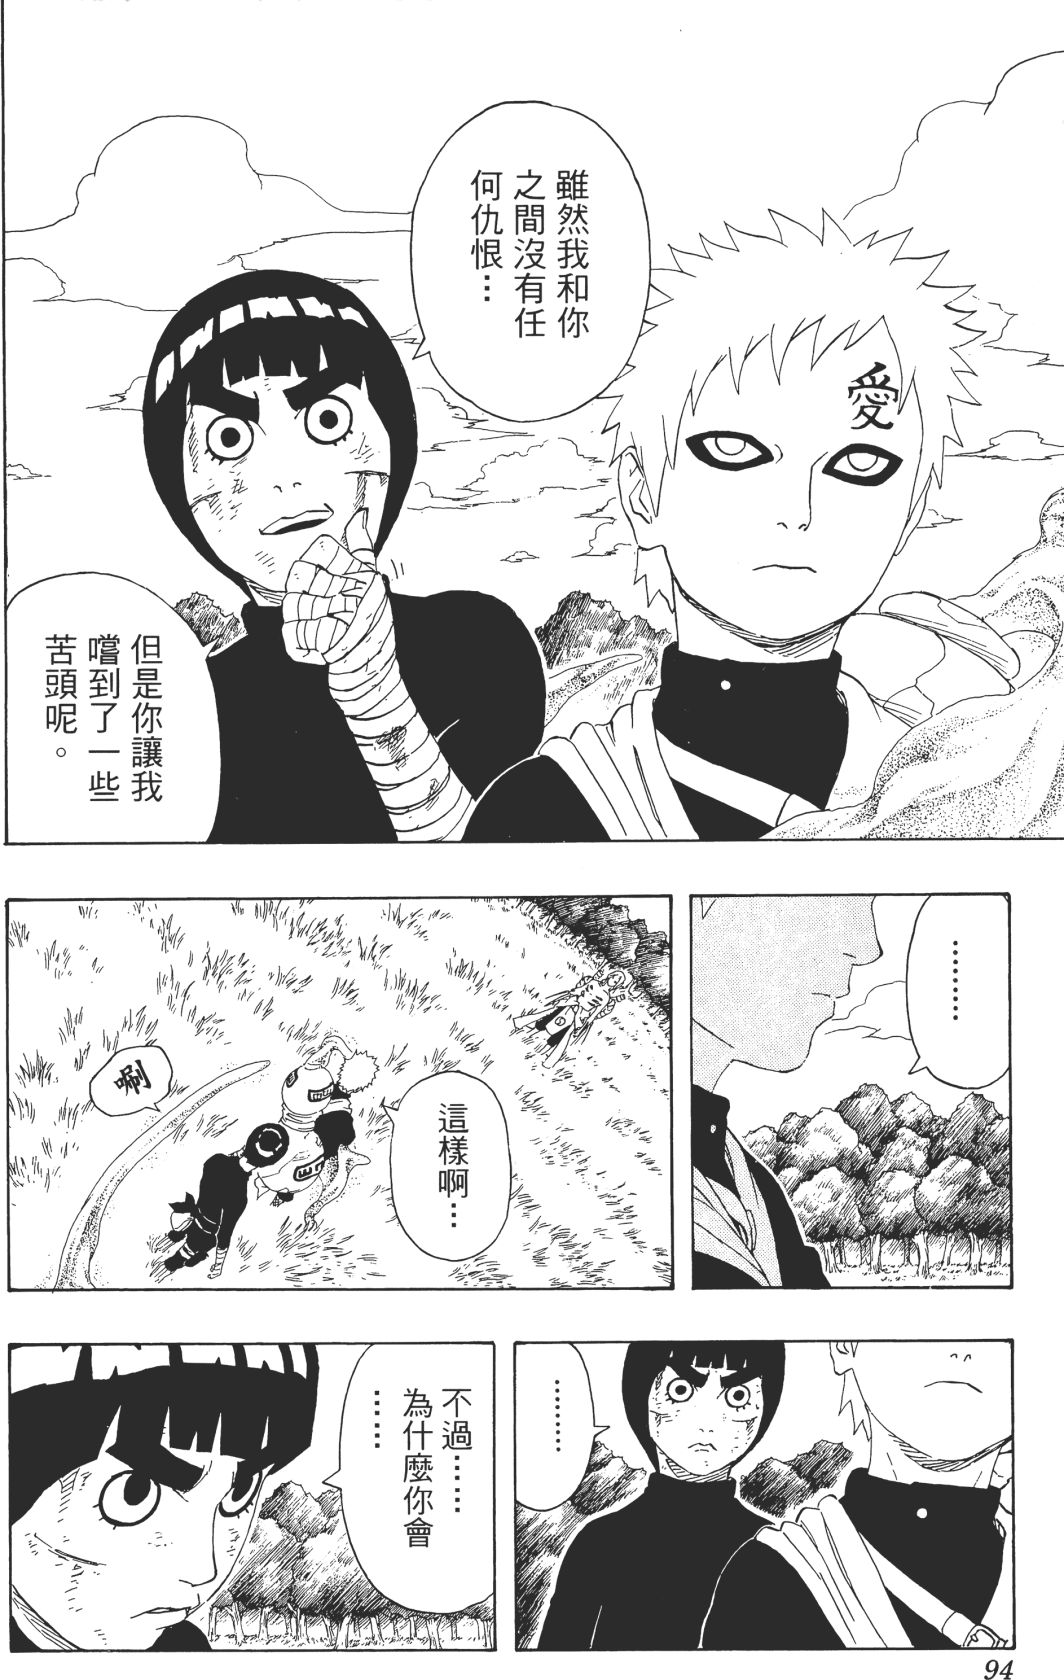 雖然我和你
之間沒有任
何仇恨…
愛
但是你讓我
嚐到了一些
苦頭呢。
………
這樣啊…
唰
………
不過……
為什麼你會
……
94